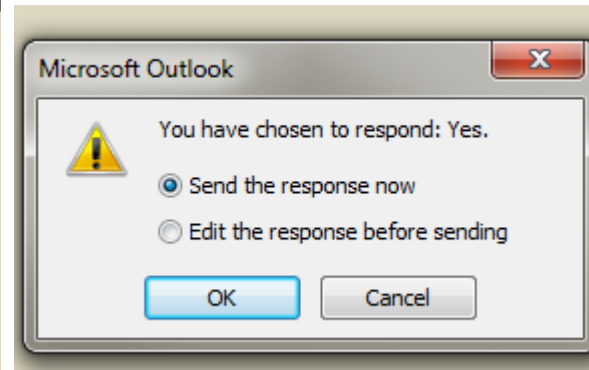 Microsoft Outlook
You have chosen to respond: Yes.
Send the response now
Edit the response before sending
OK
Cancel